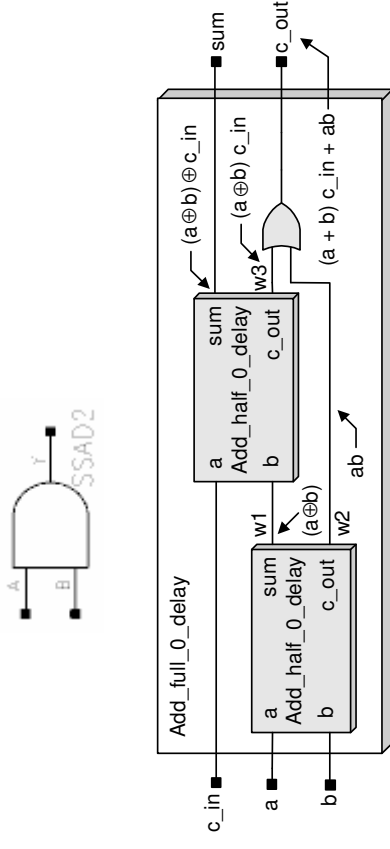 A
B
Y
SSAD2
Add_full_0_delay
c_in
a
b
a
sum
Add_half_0_delay
b
c_out
w1
(a⊕b)
w2
ab
a
sum
Add_half_0_delay
b
c_out
w3
(a⊕b) ⊕ c_in
(a⊕b) c_in
(a + b) c_in + ab
sum
c_out